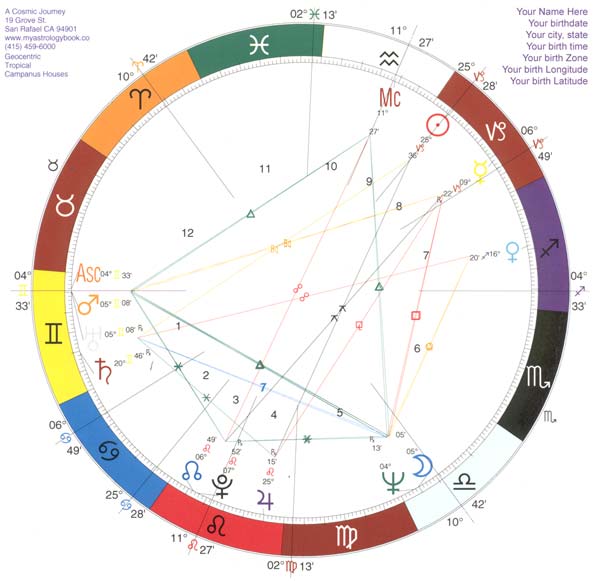 A Cosmic Journey
19 Grove St.
San Rafael CA 94901
www.myastrologybook.co
(415) 459-6000
Geocentric
Tropical
Campanus Houses
Your Name Here
Your birthdate
Your city, state
Your birth time
Your birth Zone
Your birth Longitude
Your birth Latitude
02° ♓ 13'
11° ♒ 27'
25° ♑ 28'
06° ♑ 49'
04° ♐ 33'
♏
10° ♎ 42'
02° ♍ 13'
11° ♌ 27'
25° ♋ 28'
06° ♋ 49'
04° ♊ 33'
♉
10° ♈ 42'
Mc
11°
27'
☉
28°
♑
36'
☿
09°
♑
22'
℞
♀
16°
♐
20'
☽
05°
05'
♆
04°
13'
℞
♃
25°
♌
15'
℞
♇
07°
♌
52'
℞
☊
06°
♌
49'
Asc 04° ♊ 33'
♂ 05° ♊ 08'
♅ 05° ♊ 08' ℞
♄ 20° ♊ 46' ℞
1
2
3
4
5
6
7
8
9
10
11
12
7